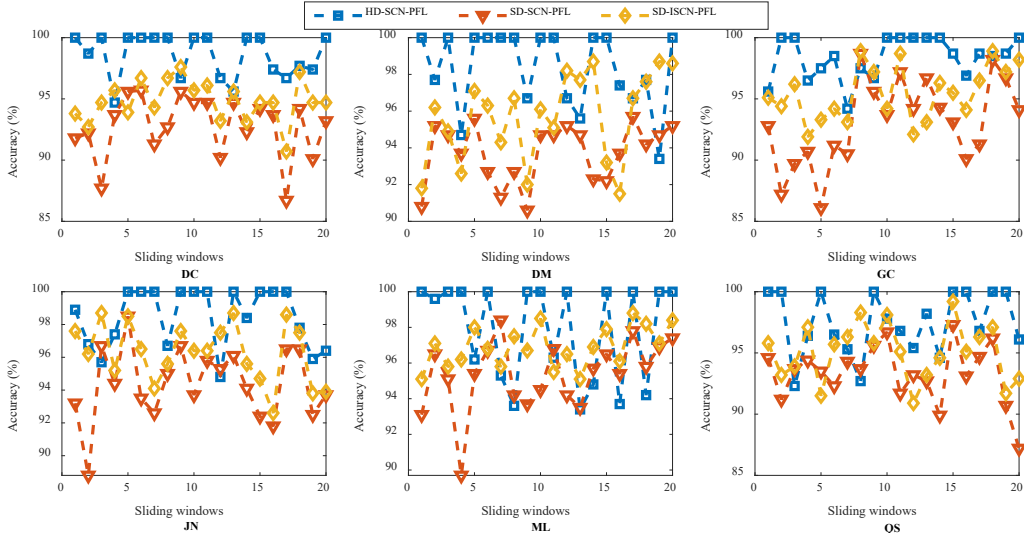 HD-SCN-PFL SD-SCN-PFL SD-ISCN-PFL
100
95
90
85
Accuracy (%)
0 5 10 15 20
Sliding windows
DC
100
98
96
94
92
90
Accuracy (%)
0 5 10 15 20
Sliding windows
DM
100
95
90
85
Accuracy (%)
0 5 10 15 20
Sliding windows
GC
100
98
96
94
92
90
Accuracy (%)
0 5 10 15 20
Sliding windows
JN
100
98
96
94
92
90
Accuracy (%)
0 5 10 15 20
Sliding windows
ML
100
95
90
85
Accuracy (%)
0 5 10 15 20
Sliding windows
QS